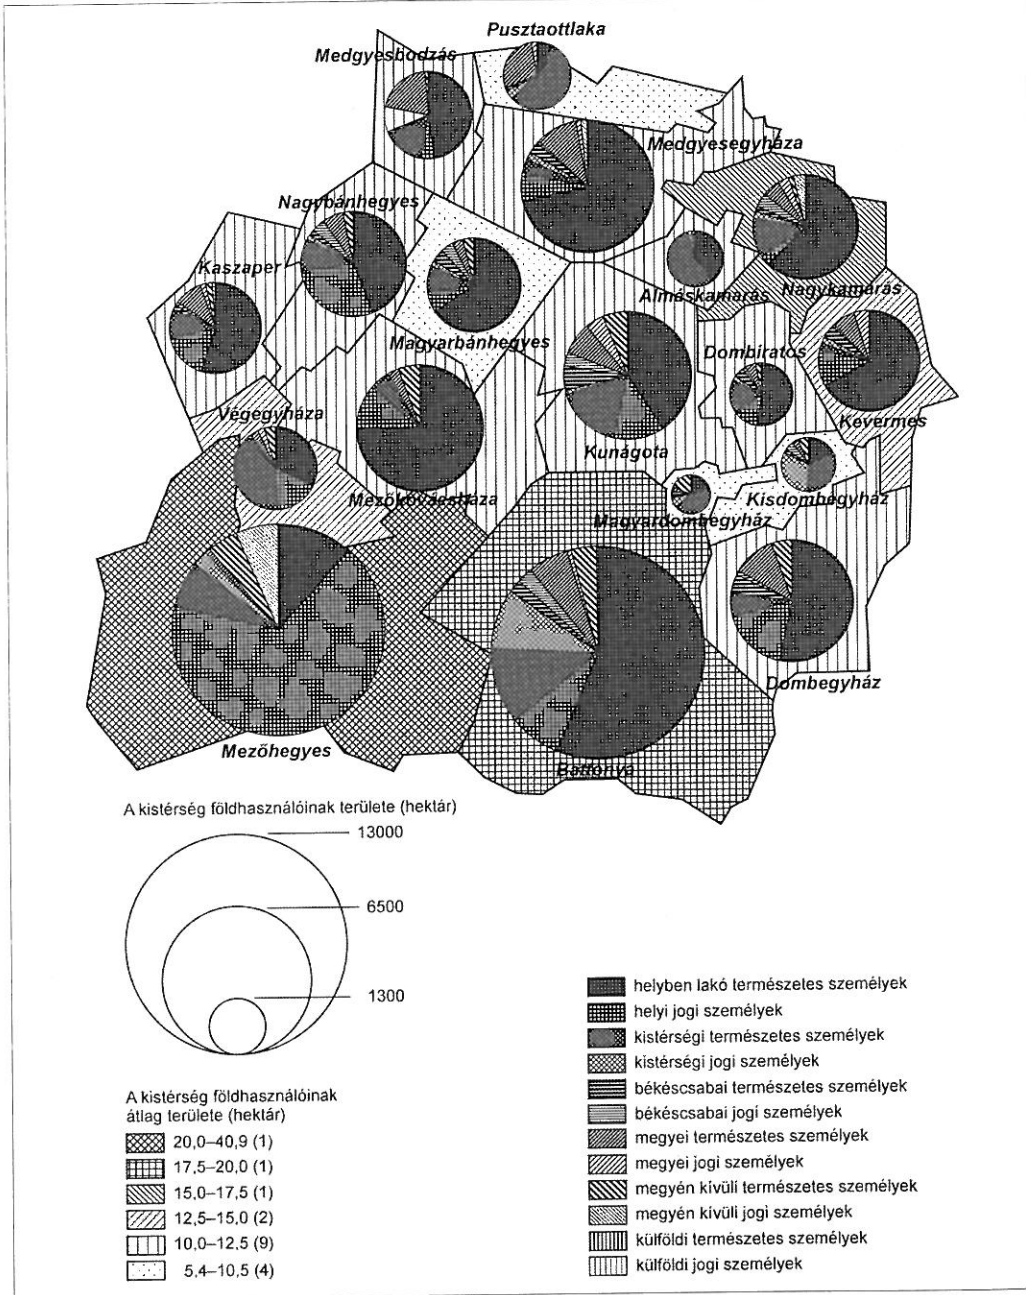 Pusztaottlaka
Medgyesbodzás
Medgyesegyháza
Nagybánhegyes
Kaszaper
Almáskamarás
Nagykamarás
Magyarbánhegyes
Dombiratos
Végegyháza
Kevermes
Kunágota
Mezőkovácsháza
Kisdombegyház
Magyardombegyház
Dombegyház
Mezőhegyes
Battonya
A kistérség földhasználóinak területe (hektár)
13000
6500
1300
A kistérség földhasználóinak
átlag területe (hektár)
20,0–40,9 (1)
17,5–20,0 (1)
15,0–17,5 (1)
12,5–15,0 (2)
10,0–12,5 (9)
5,4–10,5 (4)
helyben lakó természetes személyek
helyi jogi személyek
kistérségi természetes személyek
kistérségi jogi személyek
békéscsabai természetes személyek
békéscsabai jogi személyek
megyei természetes személyek
megyei jogi személyek
megyén kívüli természetes személyek
megyén kívüli jogi személyek
külföldi természetes személyek
külföldi jogi személyek